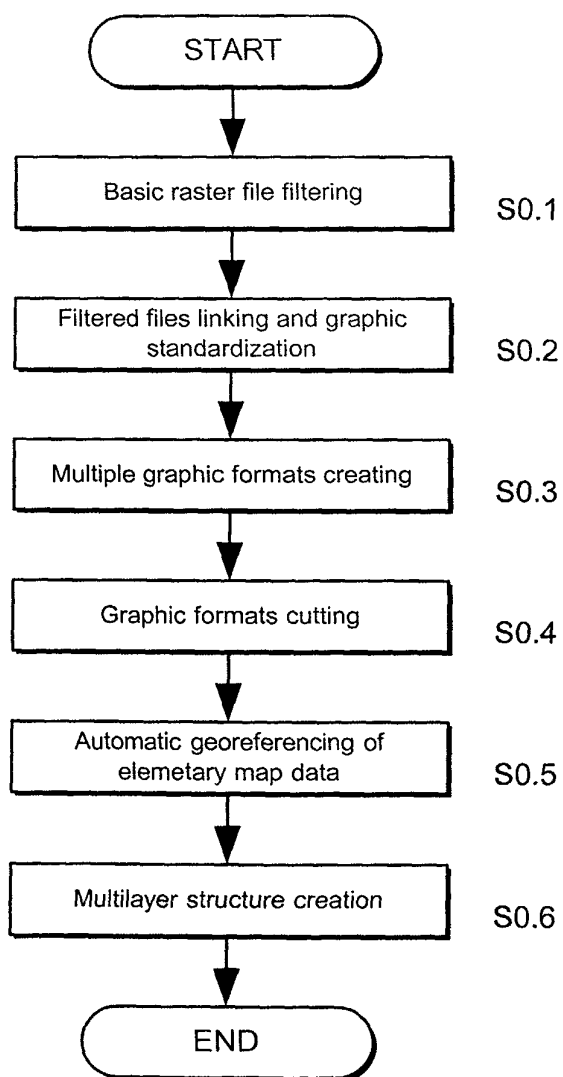 START
Basic raster file filtering
S0.1
Filtered files linking and graphic
standardization
S0.2
Multiple graphic formats creating
S0.3
Graphic formats cutting
S0.4
Automatic georeferencing of
elemetary map data
S0.5
Multilayer structure creation
S0.6
END